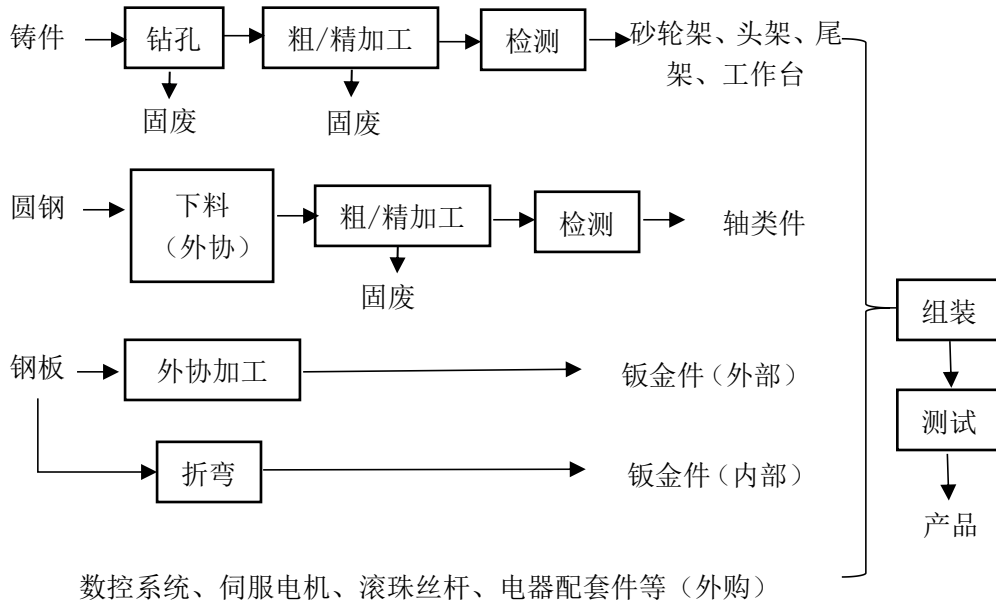 铸件
钻孔
粗/精加工
检测
砂轮架、头架、尾
架、工作台
固废
固废
圆钢
下料
（外协）
粗/精加工
检测
轴类件
固废
组装
钢板
外协加工
钣金件（外部）
测试
折弯
钣金件（内部）
产品
数控系统、伺服电机、滚珠丝杆、电器配套件等（外购）